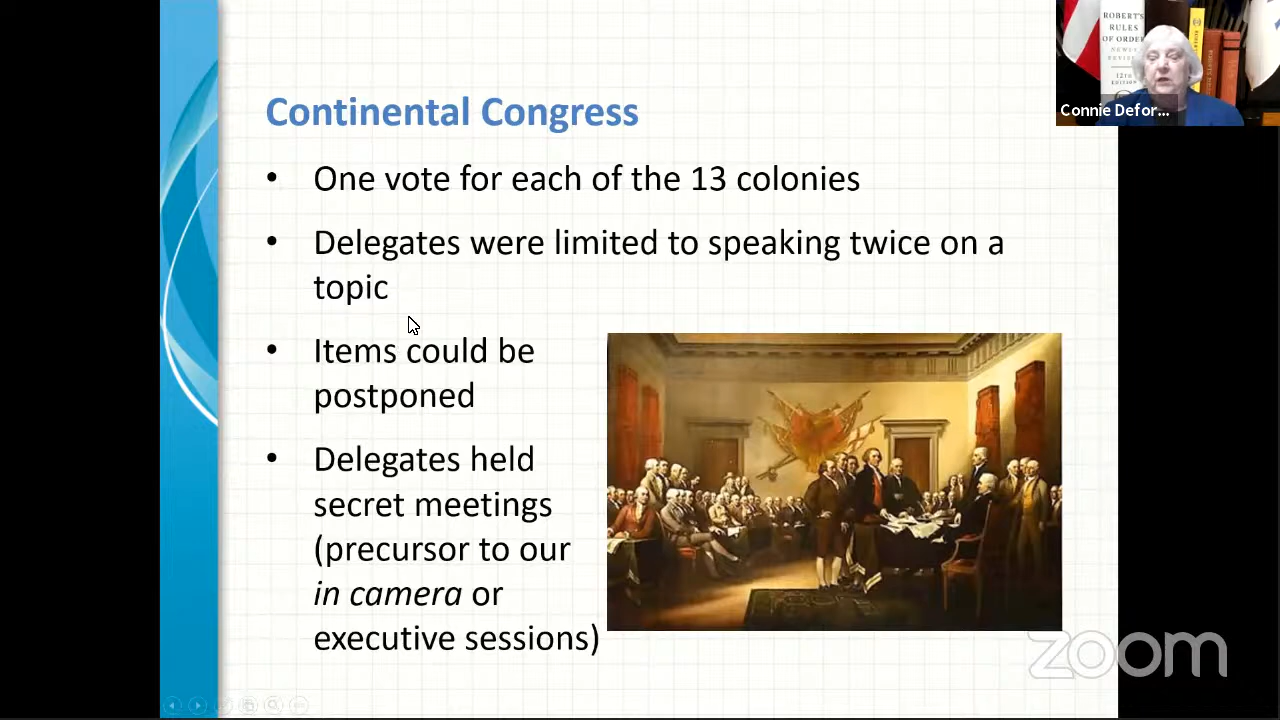 Continental Congress
• One vote for each of the 13 colonies
• Delegates were limited to speaking twice on a
topic
• Items could be
postponed
• Delegates held
secret meetings
(precursor to our
in camera or
executive sessions)
ROBERT'S
RULES
OF ORDER
12TH
EDITION
Connie Defor...
zoom